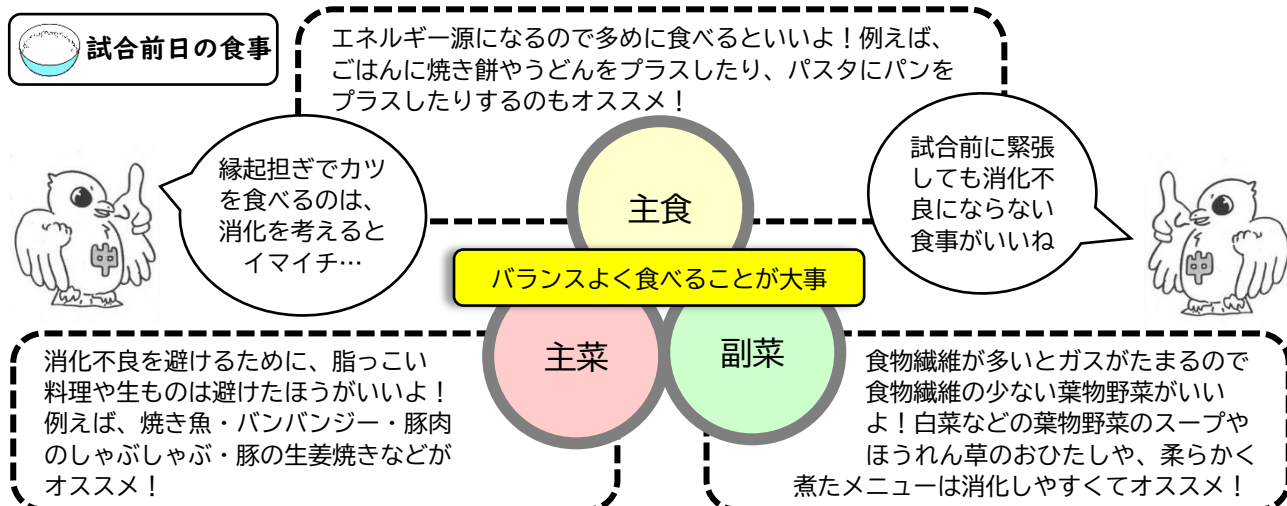 試合前日の食事
エネルギー源になるので多めに食べるといいよ！例えば、
ごはんに焼き餅やうどんをプラスしたり、パスタにパンを
プラスしたりするのもオススメ！
縁起担ぎでカツ
を食べるのは、
消化を考えると
イマイチ…
主食
試合前に緊張
しても消化不
良にならない
食事がいいね
バランスよく食べることが大事
主菜
副菜
消化不良を避けるために、脂っこい
料理や生ものは避けたほうがいいよ！
例えば、焼き魚・バンバンジー・豚肉
のしゃぶしゃぶ・豚の生姜焼きなどが
オススメ！
食物繊維が多いとガスがたまるので
食物繊維の少ない葉物野菜がいい
よ！白菜などの葉物野菜のスープや
ほうれん草のおひたしや、柔らかく
煮たメニューは消化しやすくてオススメ！
中
中